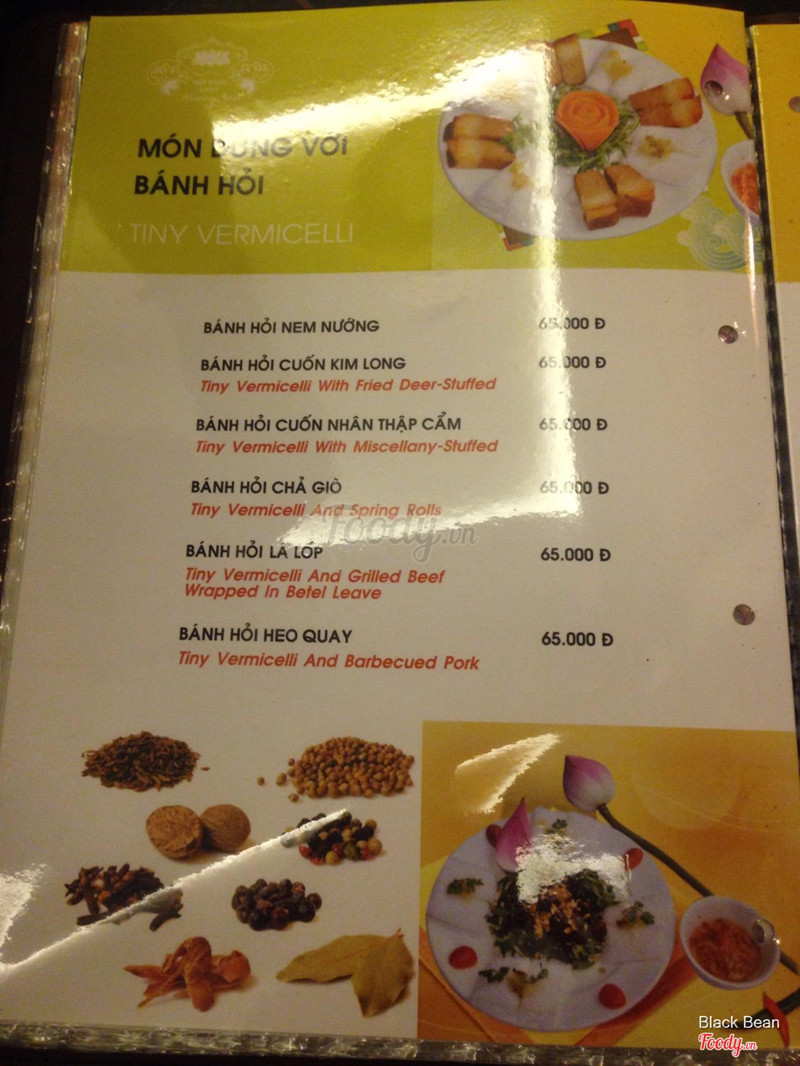 MÓN DÙNG VỚI
BÁNH HỎI
TINY VERMICELLI
BÁNH HỎI NEM NƯỚNG 65.000 Đ
BÁNH HỎI CUỐN KIM LONG 65.000 Đ
Tiny Vermicelli With Fried Deer-Stuffed
BÁNH HỎI CUỐN NHÂN THẬP CẨM 65.000 Đ
Tiny Vermicelli With Miscellany-Stuffed
BÁNH HỎI CHẢ GIÒ 65.000 Đ
Tiny Vermicelli And Spring Rolls
Foody.vn
BÁNH HỎI LÁ LỐP 65.000 Đ
Tiny Vermicelli And Grilled Beef
Wrapped In Betel Leave
BÁNH HỎI HEO QUAY 65.000 Đ
Tiny Vermicelli And Barbecued Pork
Black Bean
Foody.vn